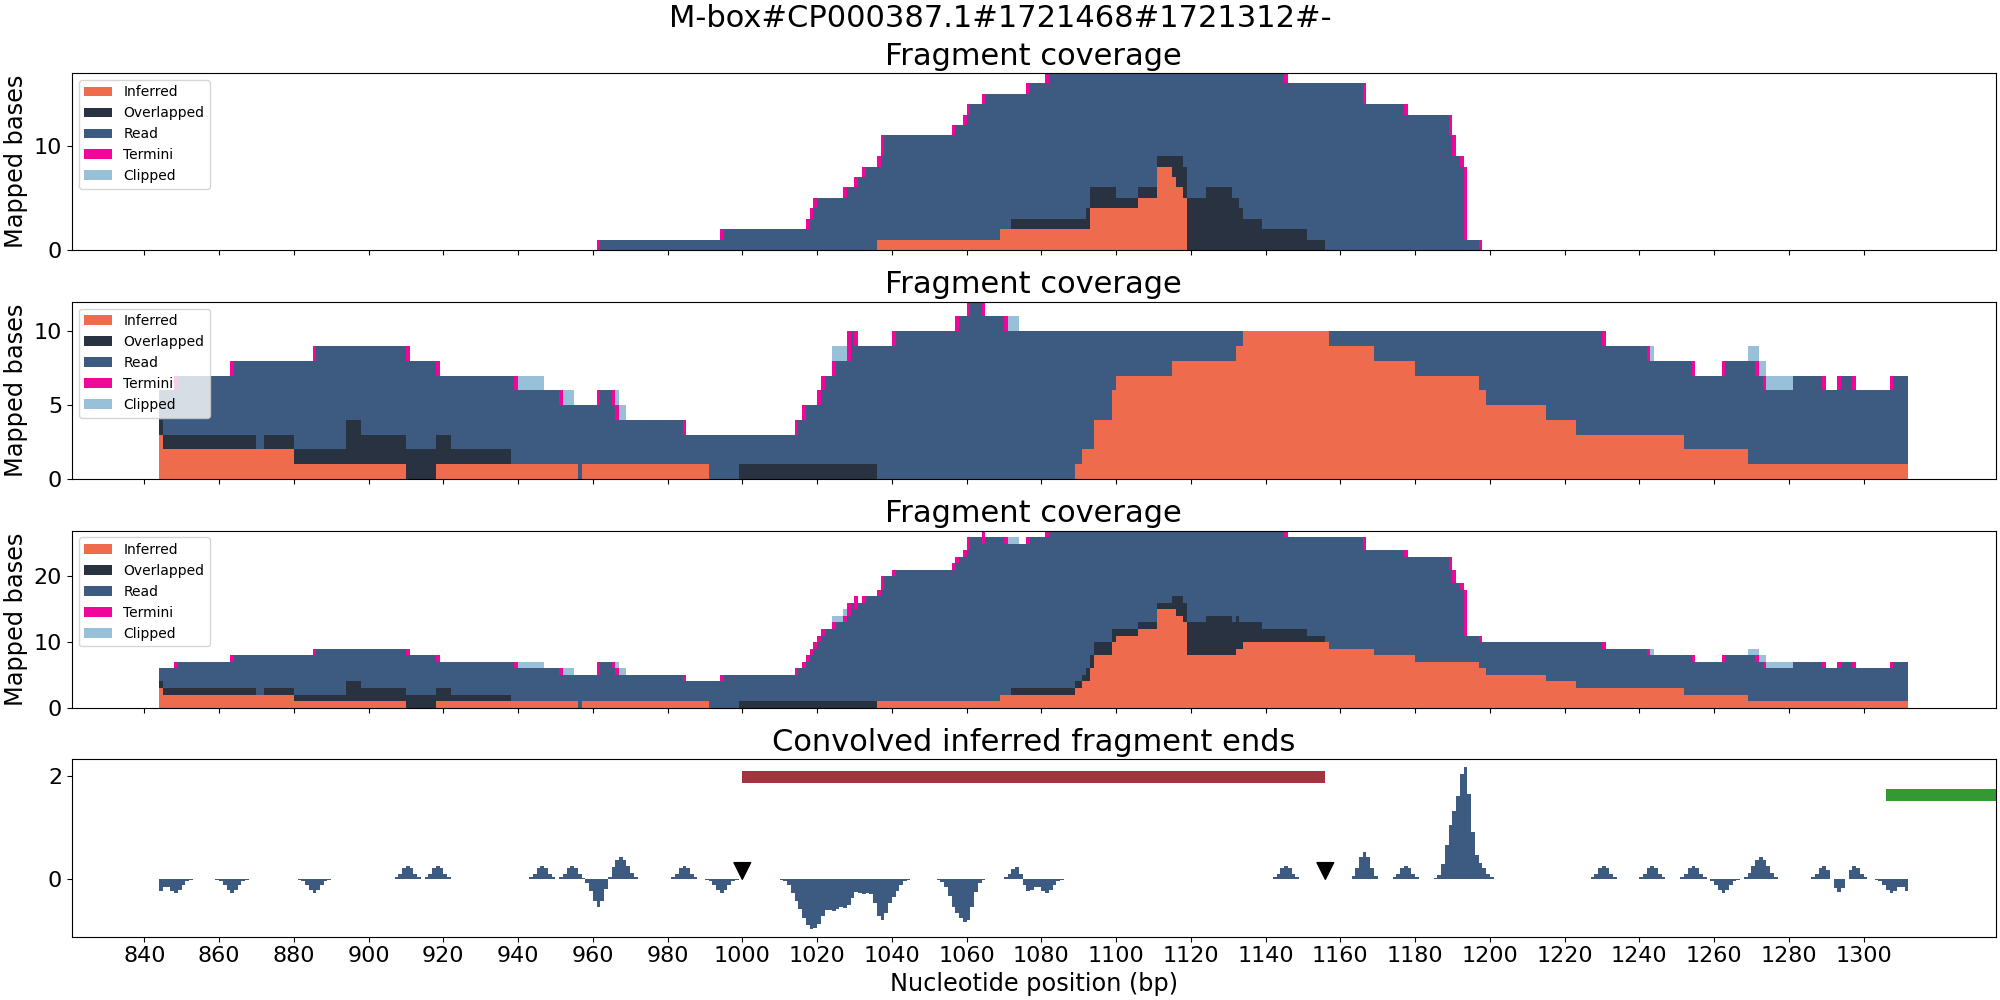 M-box#CP000387.1#1721468#1721312#-
Fragment coverage
Mapped bases
10
0
Inferred
Overlapped
Read
Termini
Clipped
Fragment coverage
Mapped bases
10
5
0
Inferred
Overlapped
Read
Termini
Clipped
Fragment coverage
Mapped bases
20
10
0
Inferred
Overlapped
Read
Termini
Clipped
Convolved inferred fragment ends
2
0
840 860 880 900 920 940 960 980 1000 1020 1040 1060 1080 1100 1120 1140 1160 1180 1200 1220 1240 1260 1280 1300
Nucleotide position (bp)